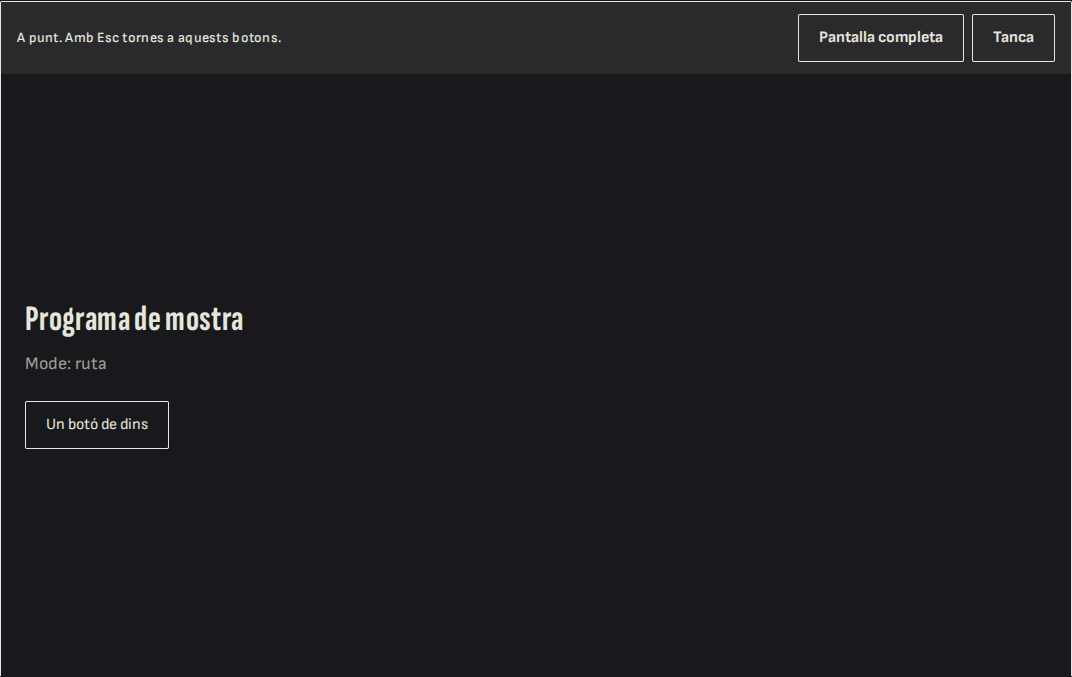 A punt. Amb Esc tornes a aquests botons.
Pantalla completa
Tanca
Programa de mostra
Mode: ruta
Un botó de dins